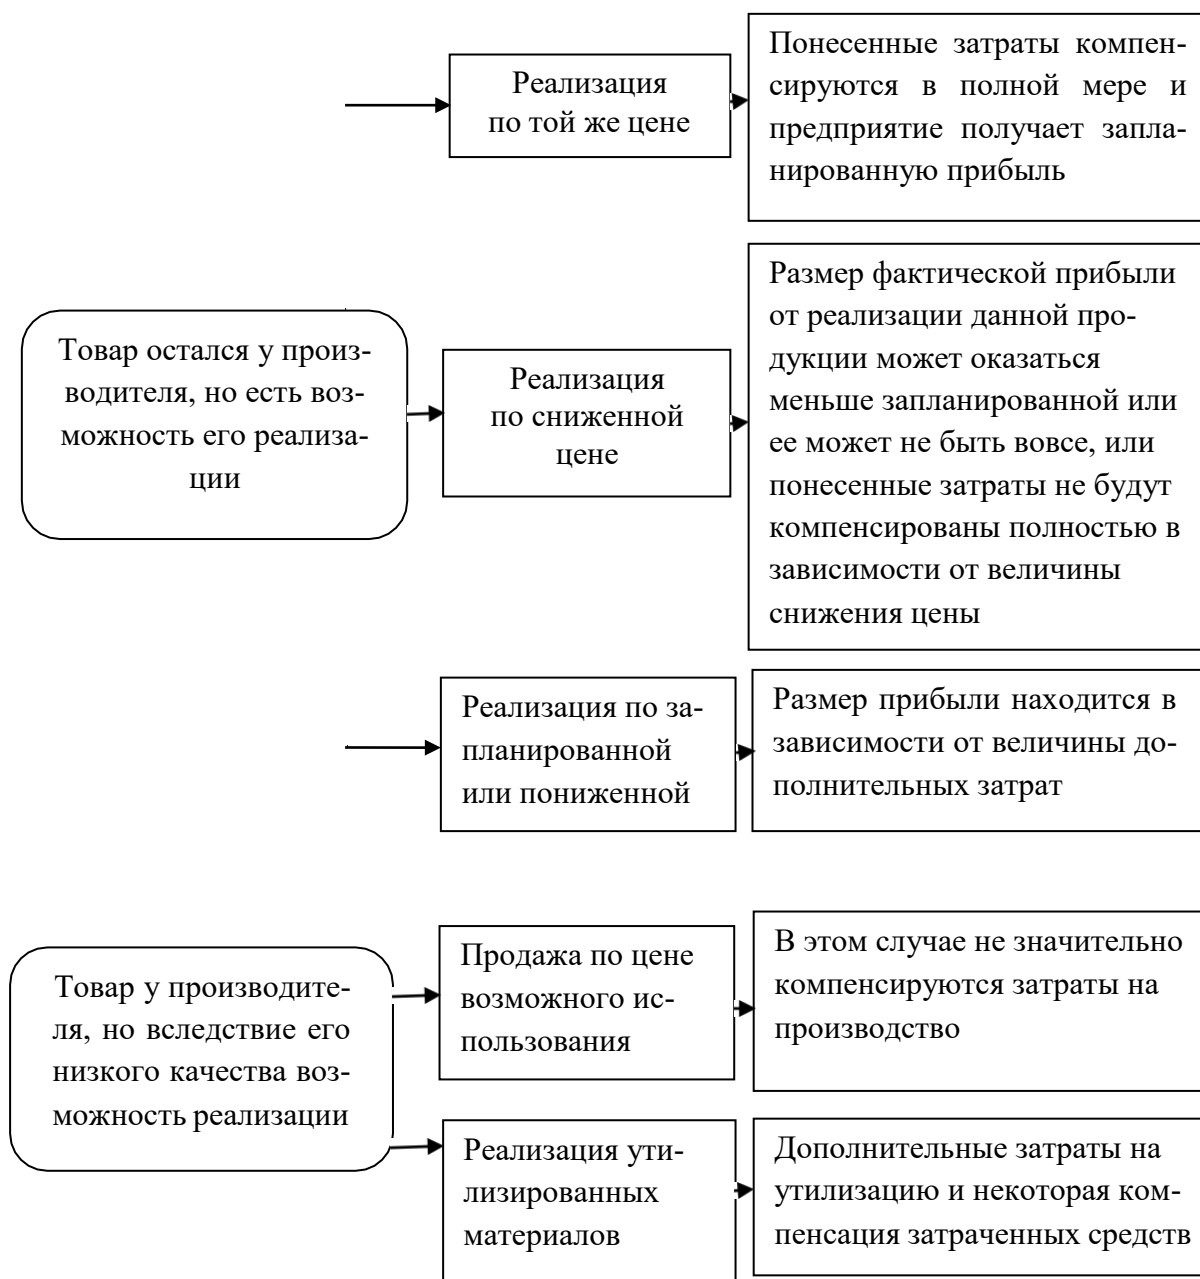 Реализация
по той же цене
Понесенные затраты компен-
сируются в полной мере и
предприятие получает запла-
нированную прибыль
Товар остался у произ-
водителя, но есть воз-
можность его реализа-
ции
Реализация
по сниженной
цене
Размер фактической прибыли
от реализации данной про-
дукции может оказаться
меньше запланированной или
ее может не быть вовсе, или
понесенные затраты не будут
компенсированы полностью в
зависимости от величины
снижения цены
Реализация по за-
планированной
или пониженной
Размер прибыли находится в
зависимости от величины до-
полнительных затрат
Товар у производите-
ля, но вследствие его
низкого качества воз-
можность реализации
Продажа по цене
возможного ис-
пользования
В этом случае не значительно
компенсируются затраты на
производство
Реализация ути-
лизированных
материалов
Дополнительные затраты на
утилизацию и некоторая ком-
пенсация затраченных средств